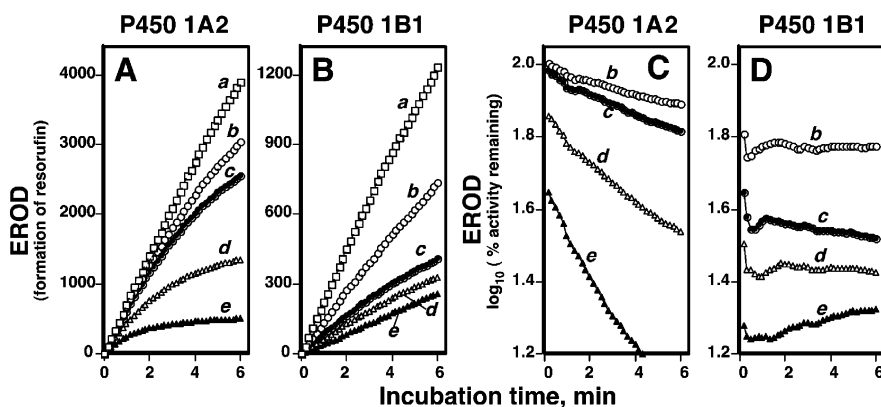 P450 1A2 P450 1B1 P450 1A2 P450 1B1
A B C D
EROD
(formation of resorufin)
4000
3000
2000
1000
0
a
b
c
d
e
0 2 4 6
1200
900
600
300
0
a
b
c
d
e
0 2 4 6
EROD
log10 ( % activity remaining)
2.0
1.8
1.6
1.4
1.2
b
c
d
e
0 2 4 6
2.0
1.8
1.6
1.4
1.2
b
c
d
e
0 2 4 6
Incubation time, min